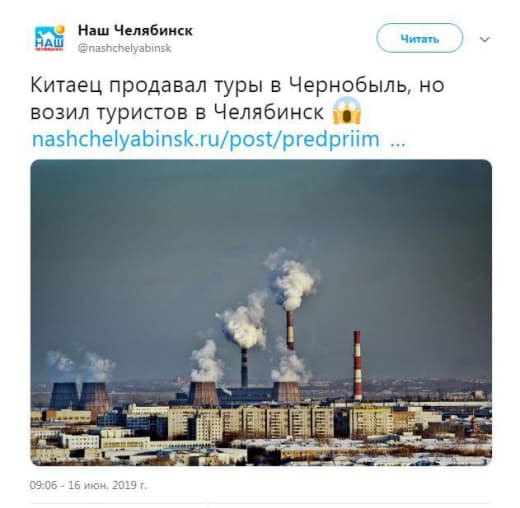 Наш Челябинск
НАШ
ЧЕЛЯБИНСК
@nashchelyabinsk
Читать
Китаец продавал туры в Чернобыль, но
возил туристов в Челябинск 😱
nashchelyabinsk.ru/post/predpriim ...
09:06 - 16 июн. 2019 г.